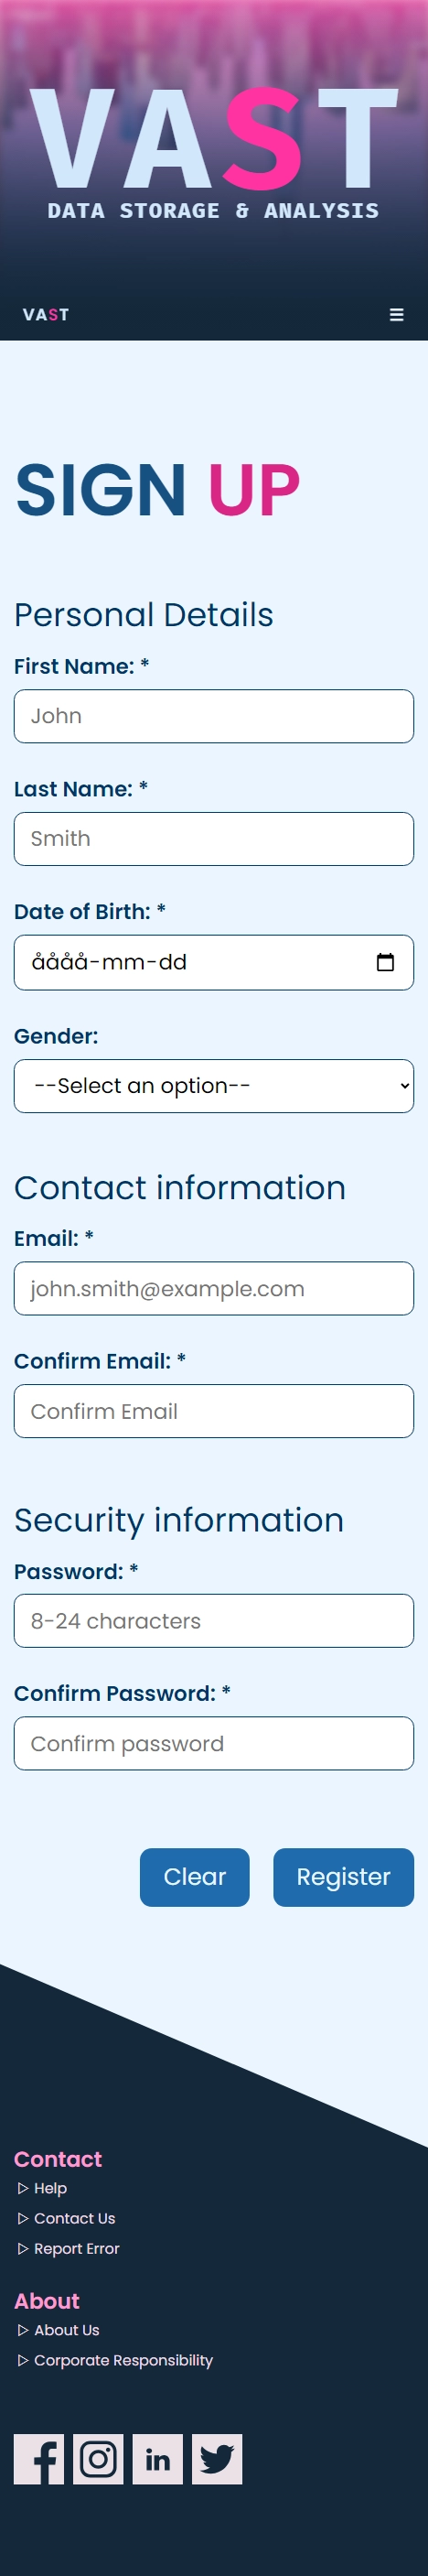 VAST
DATA STORAGE & ANALYSIS
VAST
SIGN UP
Personal Details
First Name: *
John
Last Name: *
Smith
Date of Birth: *
åååå-mm-dd
Gender:
--Select an option--
Contact information
Email: *
john.smith@example.com
Confirm Email: *
Confirm Email
Security information
Password: *
8-24 characters
Confirm Password: *
Confirm password
Clear Register
Contact
Help
Contact Us
Report Error
About
About Us
Corporate Responsibility